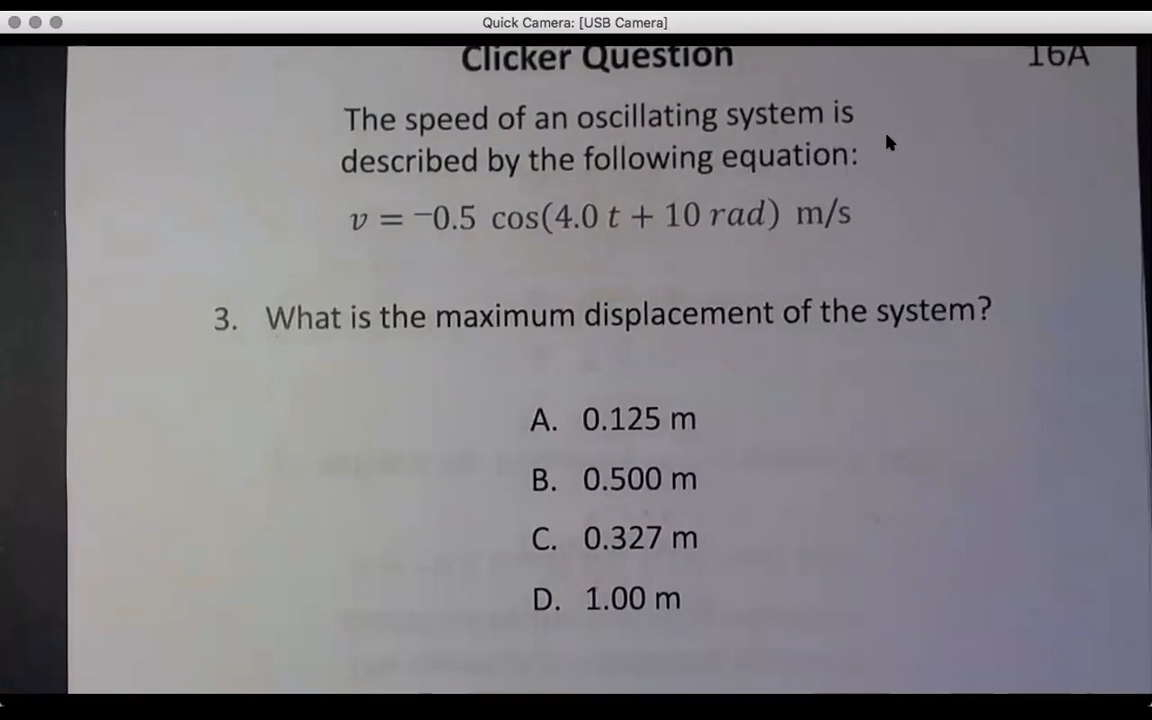 Quick Camera: [USB Camera]
Clicker Question 16A
The speed of an oscillating system is
described by the following equation:
v = ⁻0.5 cos(4.0 t + 10 rad) m/s
3. What is the maximum displacement of the system?
A. 0.125 m
B. 0.500 m
C. 0.327 m
D. 1.00 m